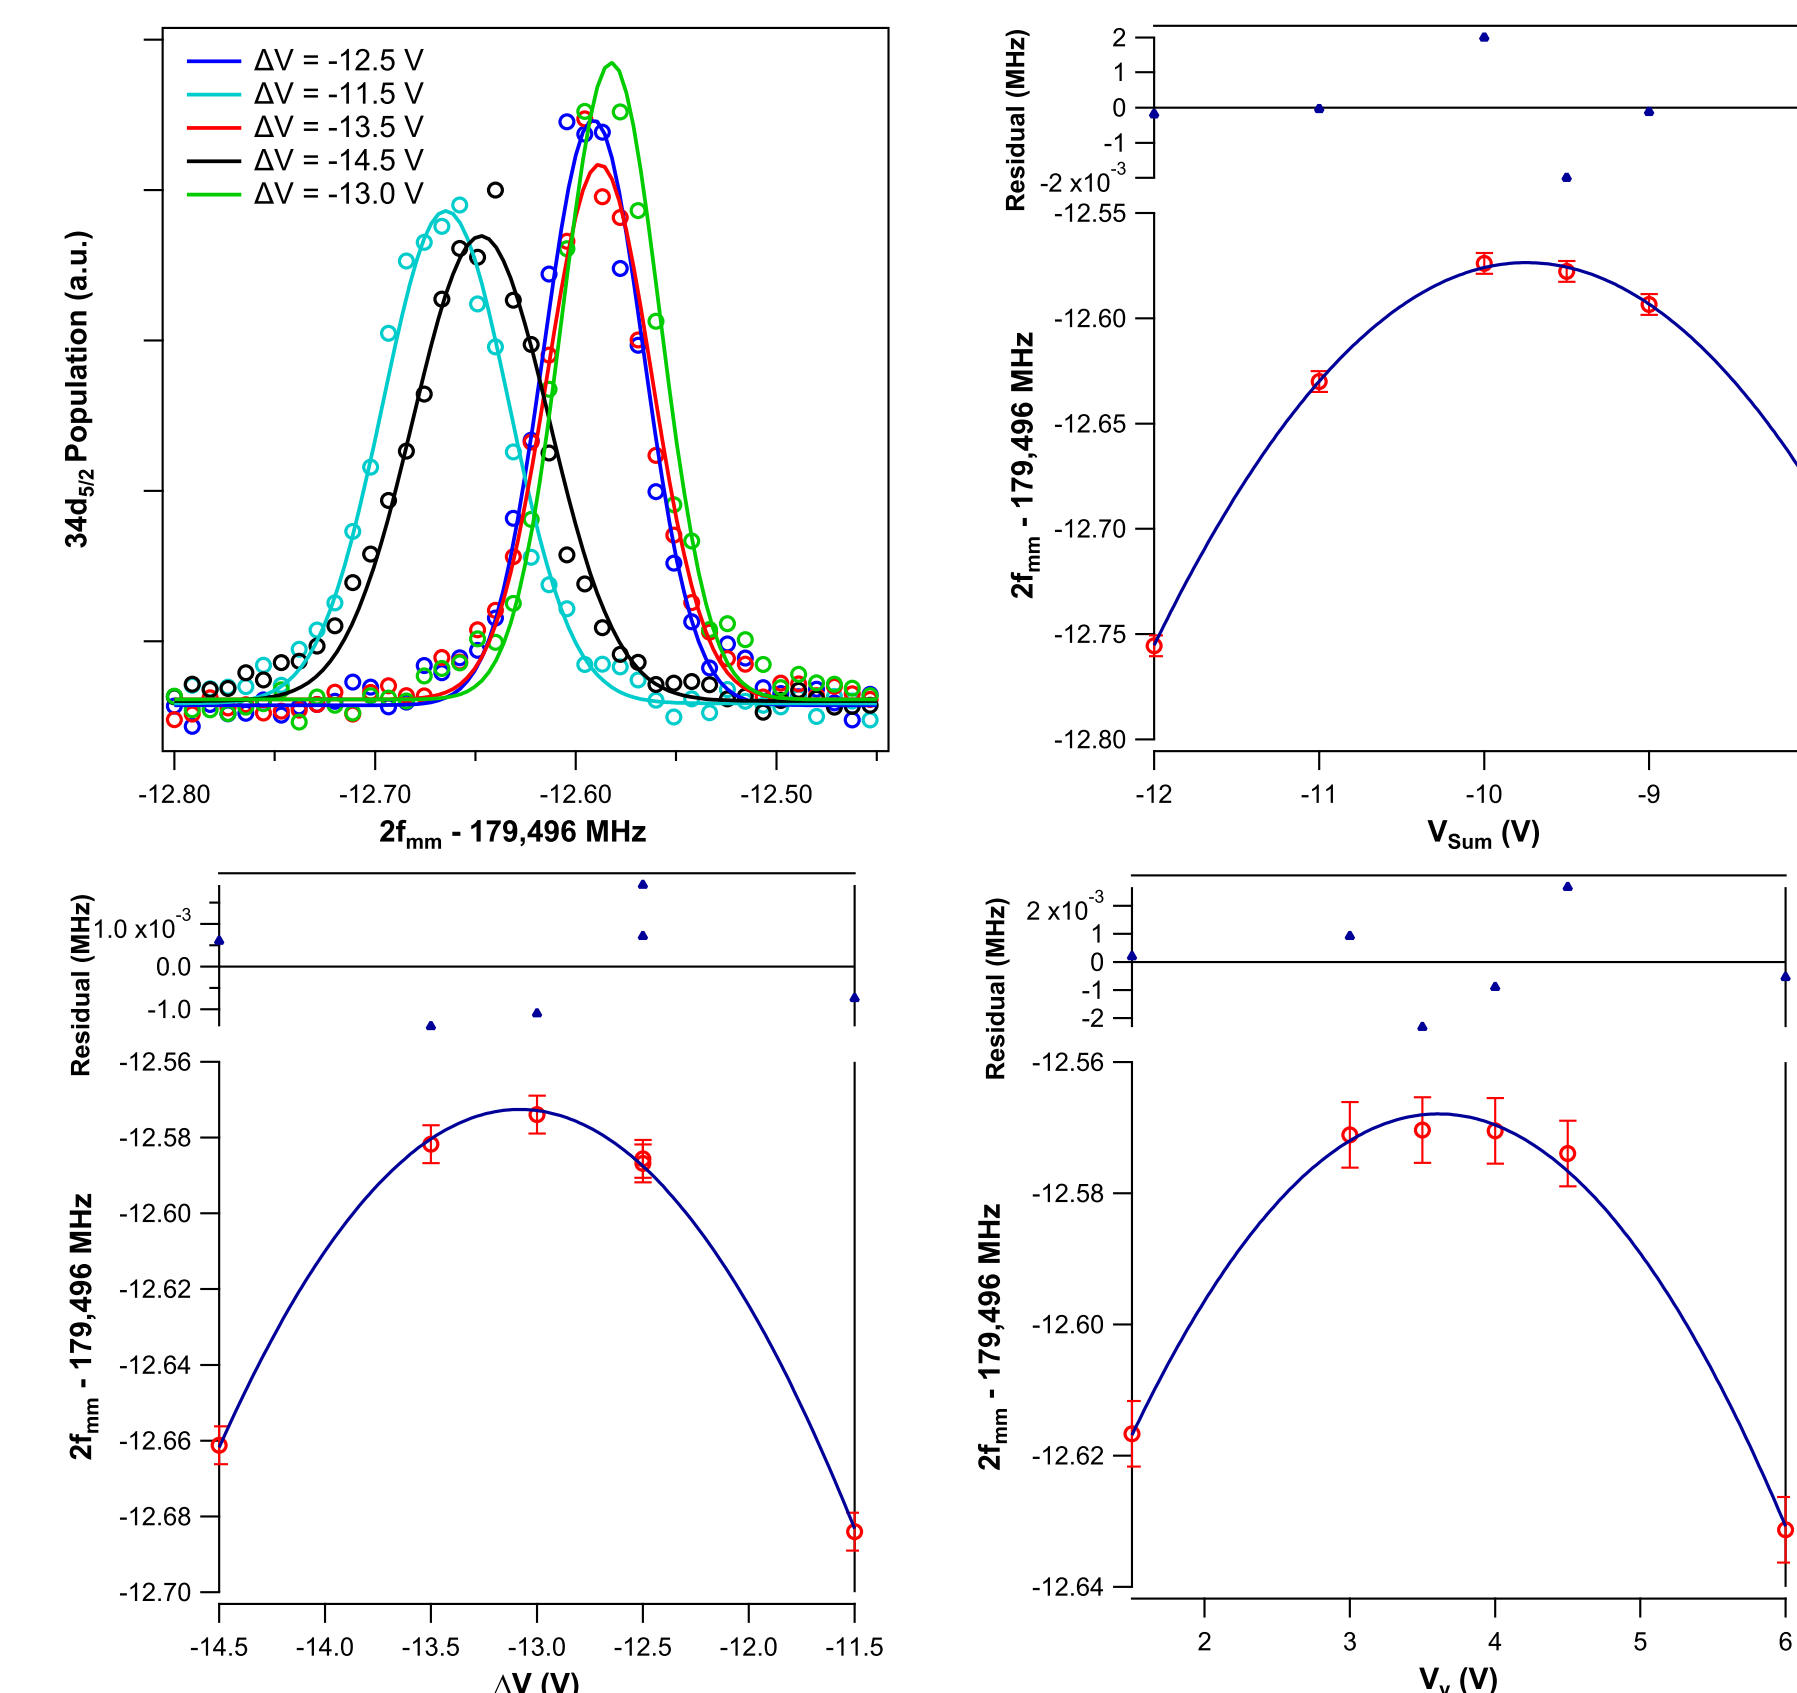 ΔV = -12.5 V
ΔV = -11.5 V
ΔV = -13.5 V
ΔV = -14.5 V
ΔV = -13.0 V
34d5/2 Population (a.u.)
-12.80 -12.70 -12.60 -12.50
2fmm - 179,496 MHz
Residual (MHz)
2
1
0
-1
-2 x10-3
2fmm - 179,496 MHz
-12.55
-12.60
-12.65
-12.70
-12.75
-12.80
-12 -11 -10 -9
VSum (V)
Residual (MHz)
1.0 x10-3
0.0
-1.0
2fmm - 179,496 MHz
-12.56
-12.58
-12.60
-12.62
-12.64
-12.66
-12.68
-12.70
-14.5 -14.0 -13.5 -13.0 -12.5 -12.0 -11.5
ΔV (V)
Residual (MHz)
2 x10-3
1
0
-1
-2
2fmm - 179,496 MHz
-12.56
-12.58
-12.60
-12.62
-12.64
2 3 4 5 6
Vy (V)